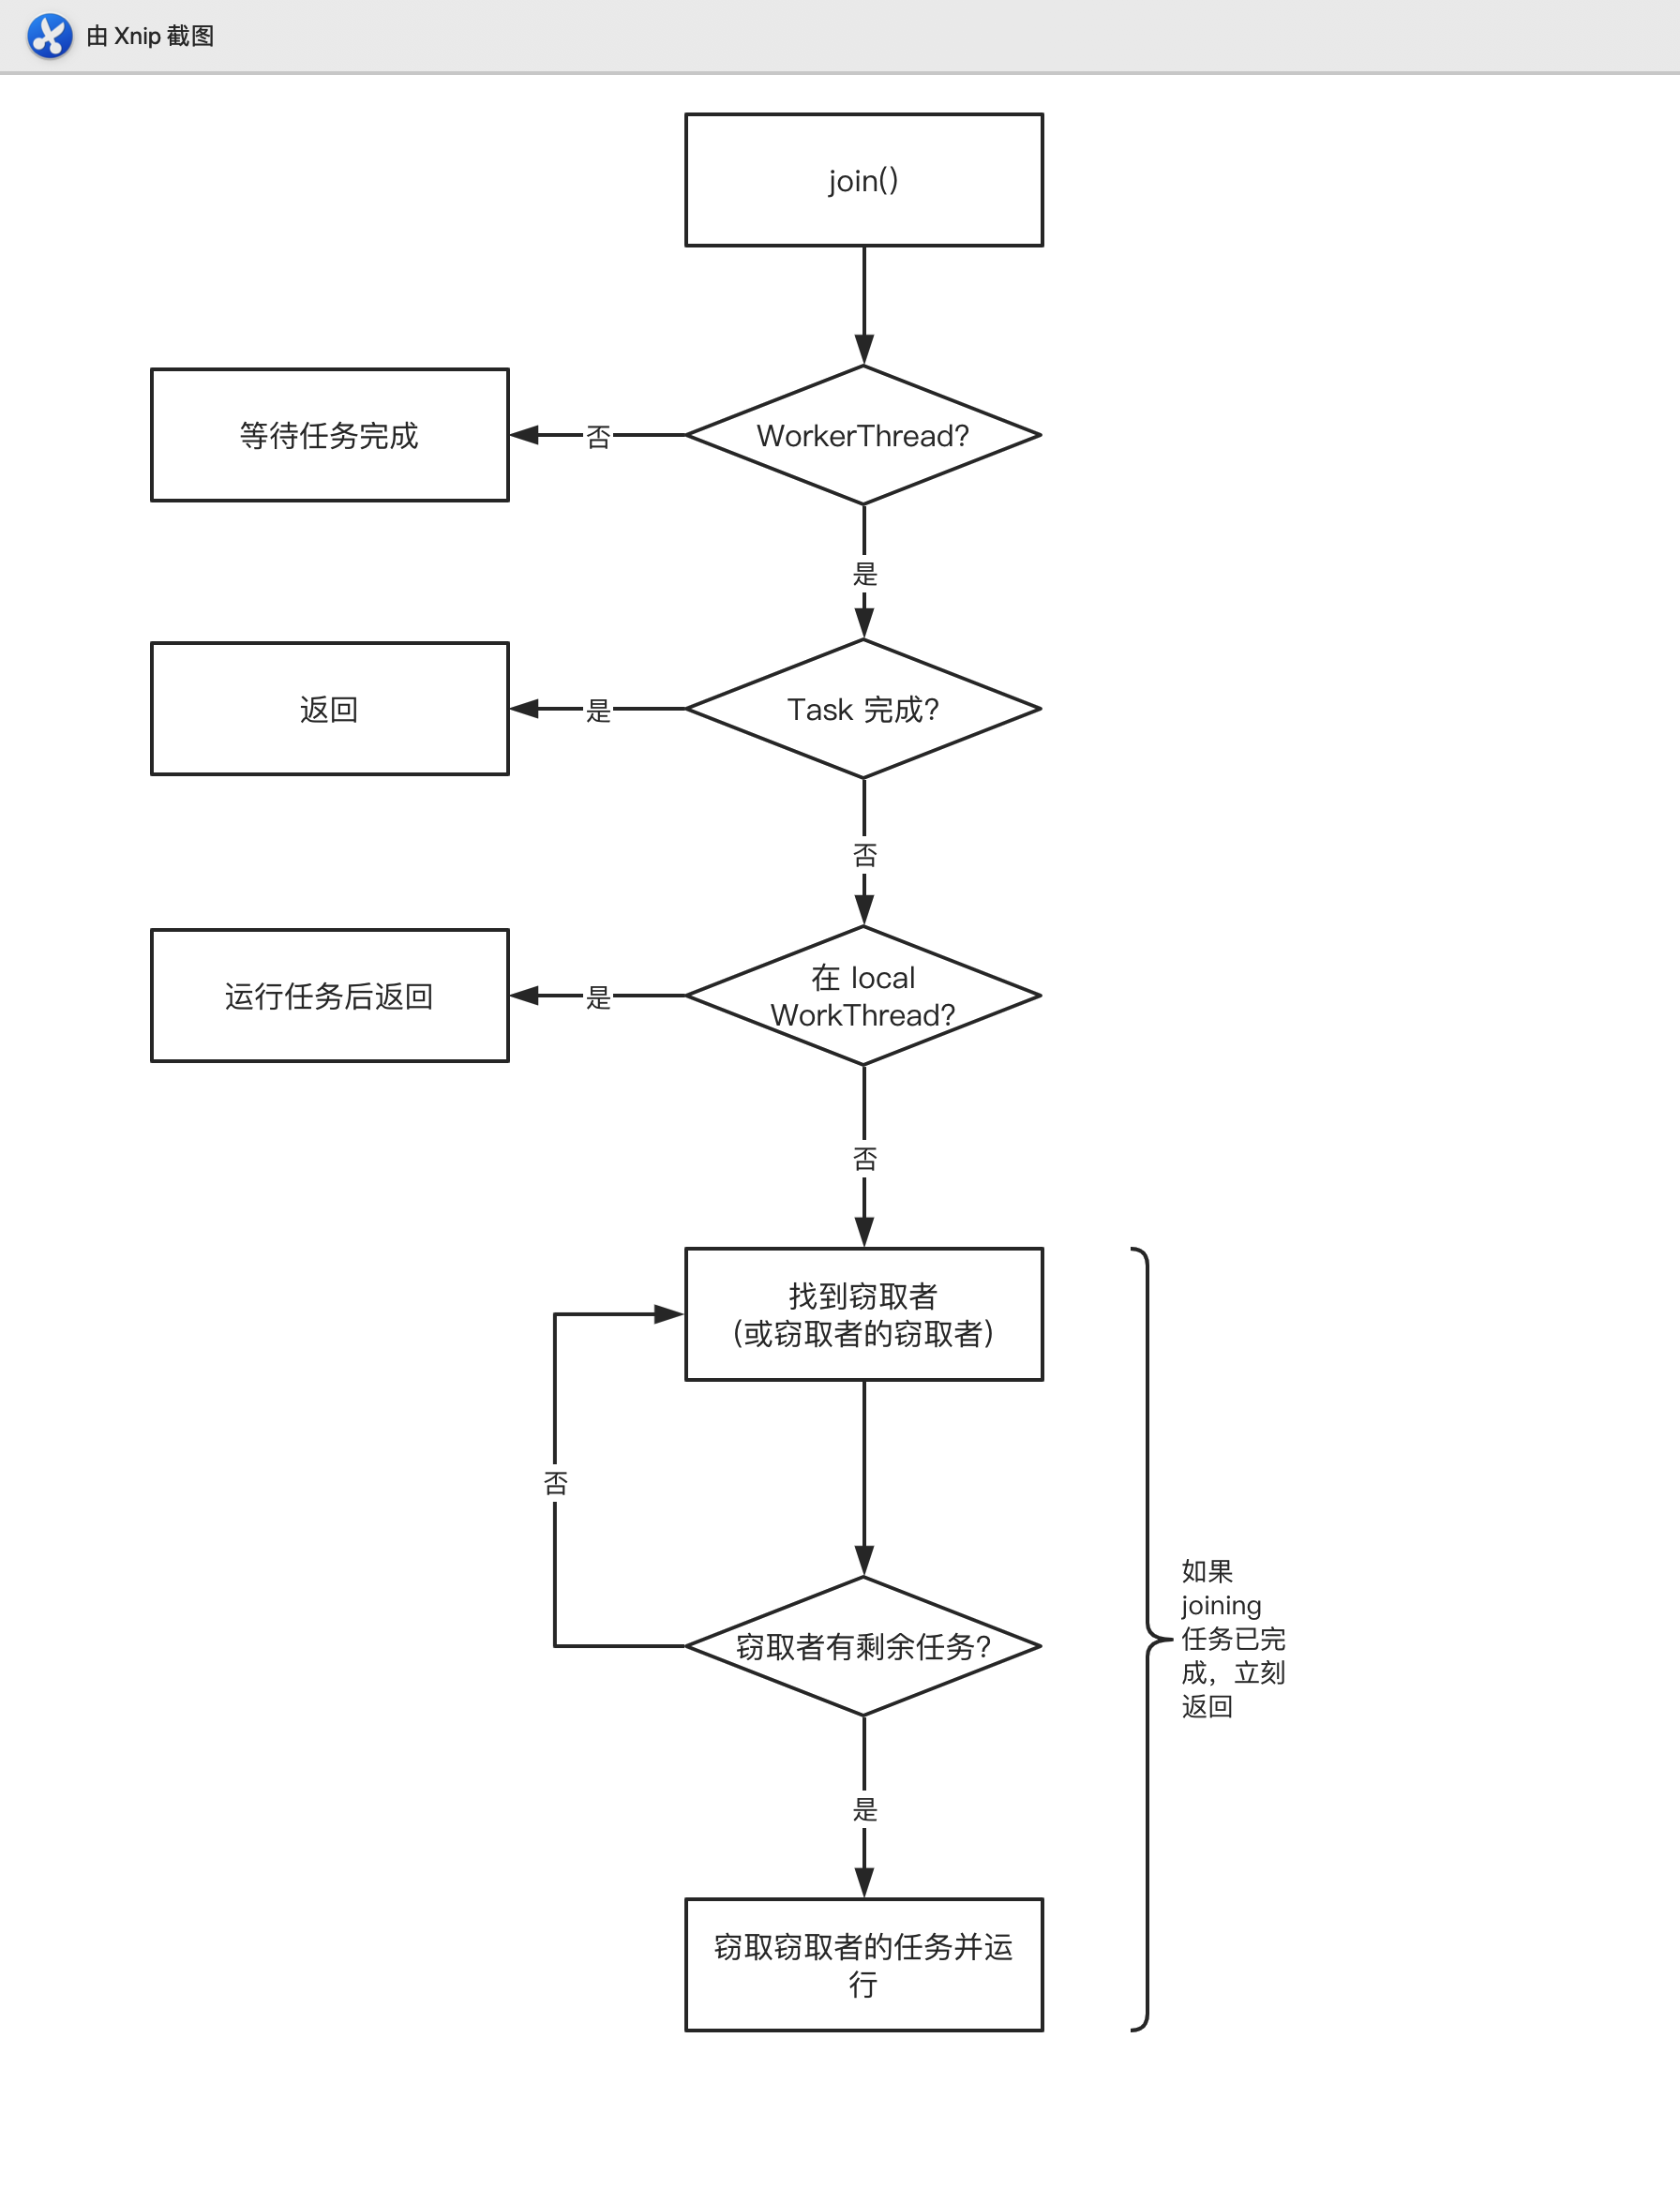 由 Xnip 截图
join()
WorkerThread?
否
等待任务完成
是
Task 完成?
是
返回
否
在 local
WorkThread?
是
运行任务后返回
否
找到窃取者
(或窃取者的窃取者)
否
窃取者有剩余任务?
是
窃取窃取者的任务并运
行
如果
joining
任务已完
成，立刻
返回